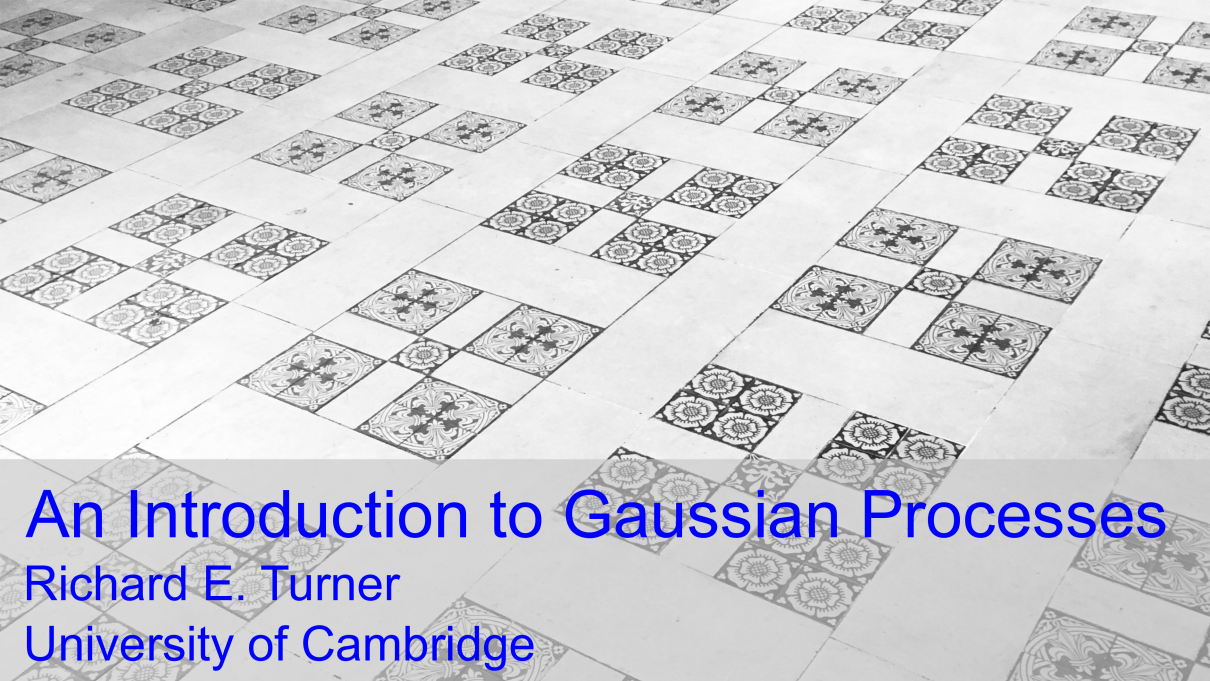 An Introduction to Gaussian Processes
Richard E. Turner
University of Cambridge